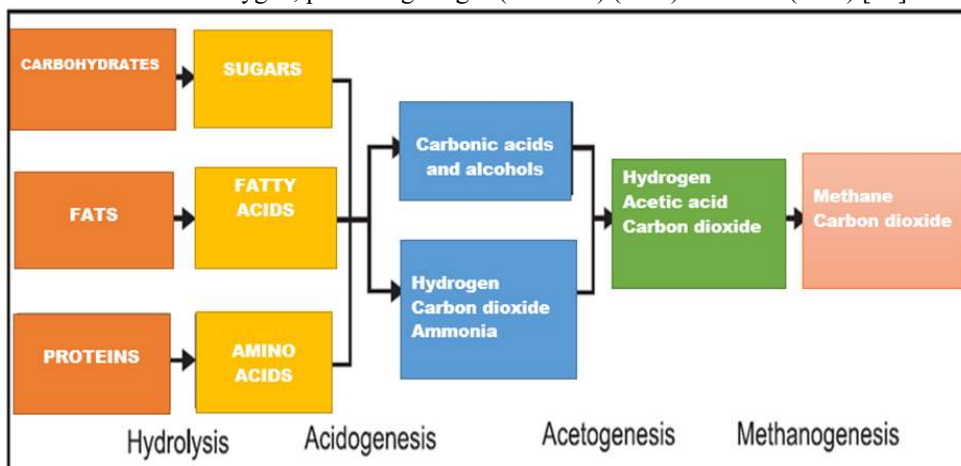 CARBOHYDRATES
SUGARS
FATS
FATTY
ACIDS
PROTEINS
AMINO
ACIDS
Carbonic acids
and alcohols
Hydrogen
Carbon dioxide
Ammonia
Hydrogen
Acetic acid
Carbon dioxide
Methane
Carbon dioxide
Hydrolysis
Acidogenesis
Acetogenesis
Methanogenesis